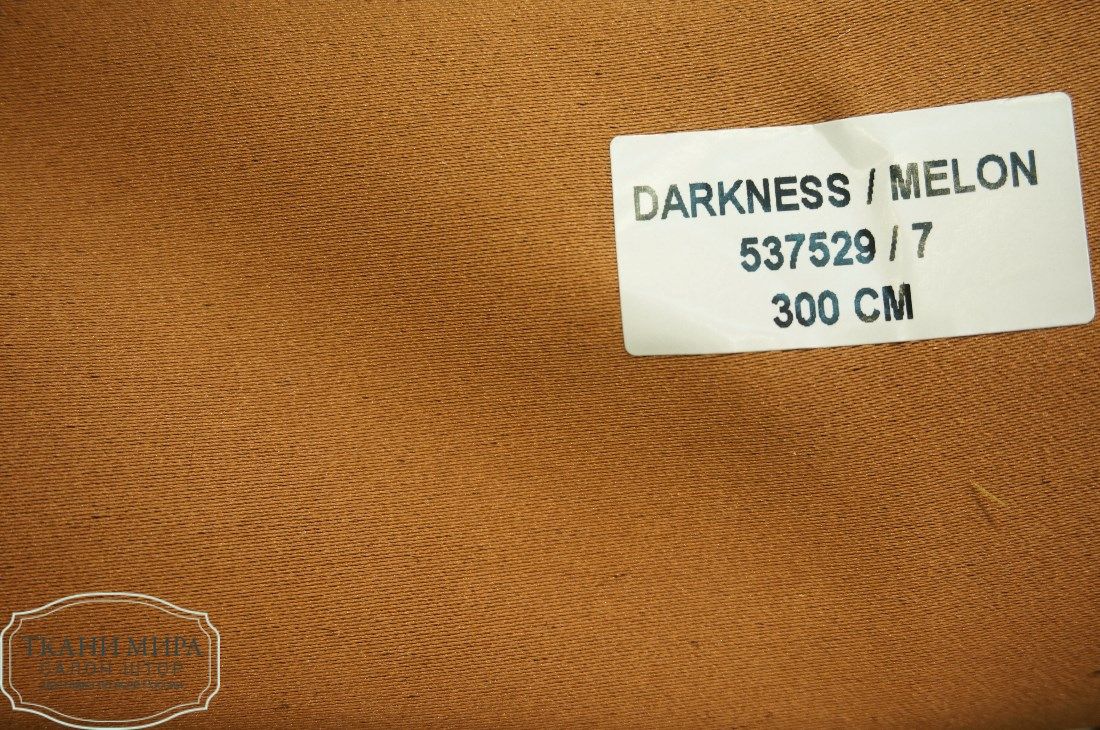 DARKNESS / MELON
537529 / 7
300 CM
ТКАНИ МИРА
САЛОН ШТОР